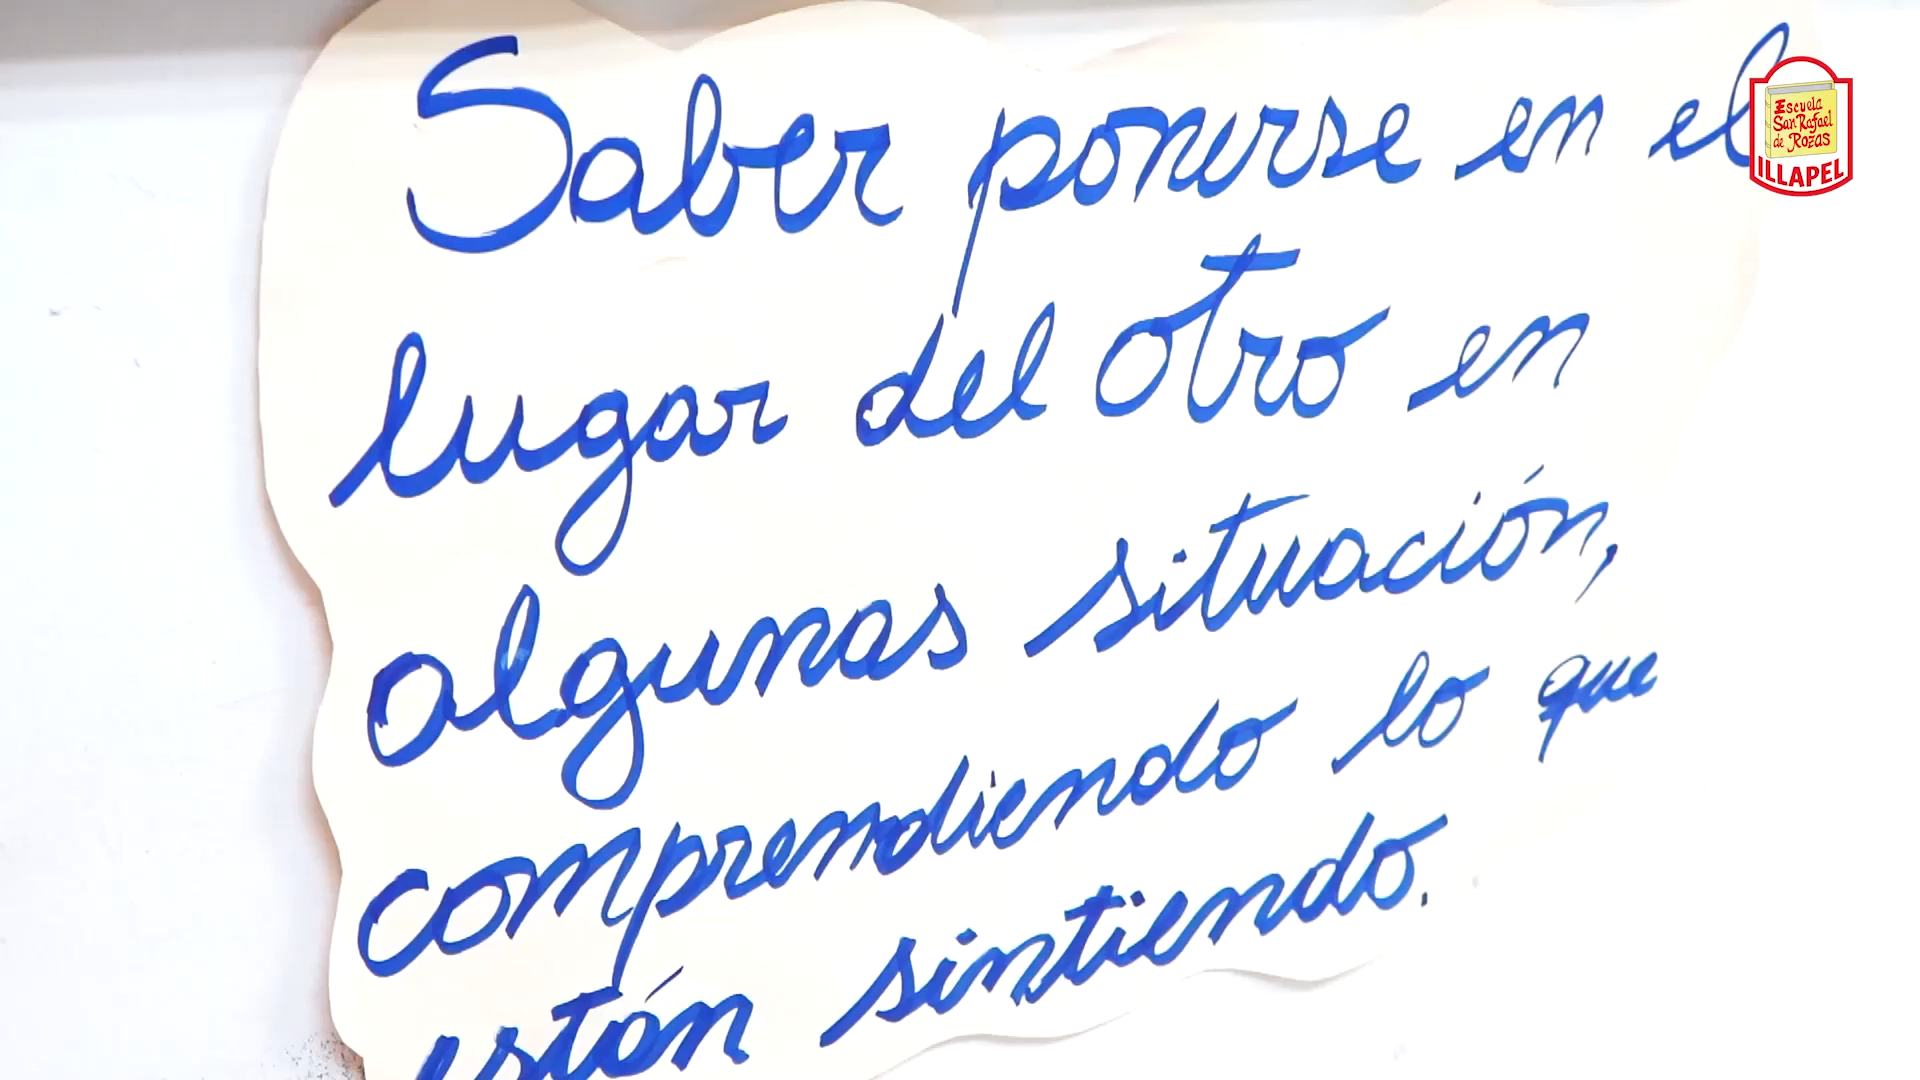 Saber ponerse en el
lugar del otro en
algunas situación,
comprendiendo lo que
están sintiendo.
Escuela
San Rafael
de Rozas
ILLAPEL